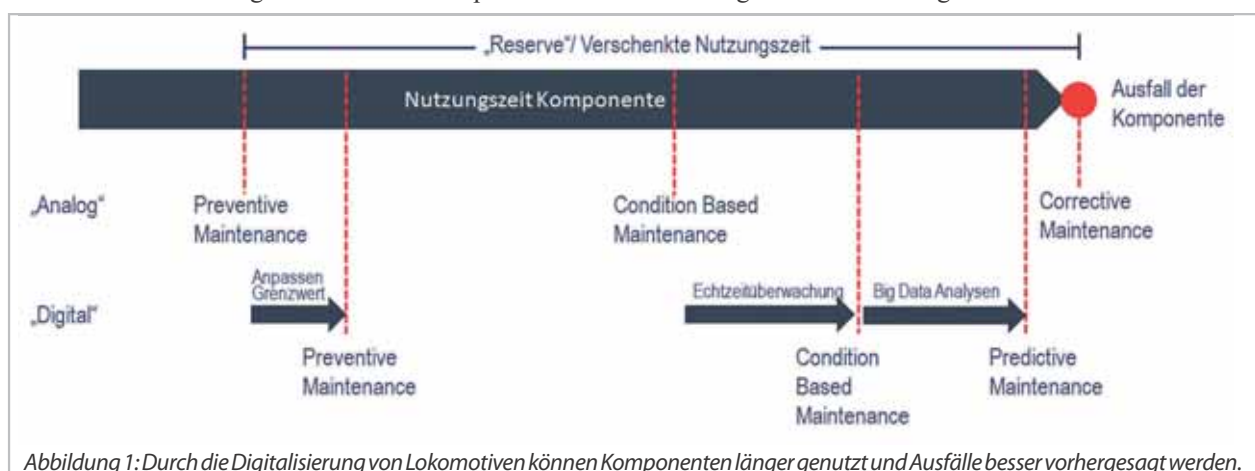 „Reserve“/ Verschenkte Nutzungszeit
Nutzungszeit Komponente
Ausfall der
Komponente
„Analog“
Preventive
Maintenance
Condition Based
Maintenance
Corrective
Maintenance
„Digital“
Anpassen
Grenzwert
Echtzeitüberwachung
Big Data Analysen
Preventive
Maintenance
Condition
Based
Maintenance
Predictive
Maintenance
Abbildung 1: Durch die Digitalisierung von Lokomotiven können Komponenten länger genutzt und Ausfälle besser vorhergesagt werden.